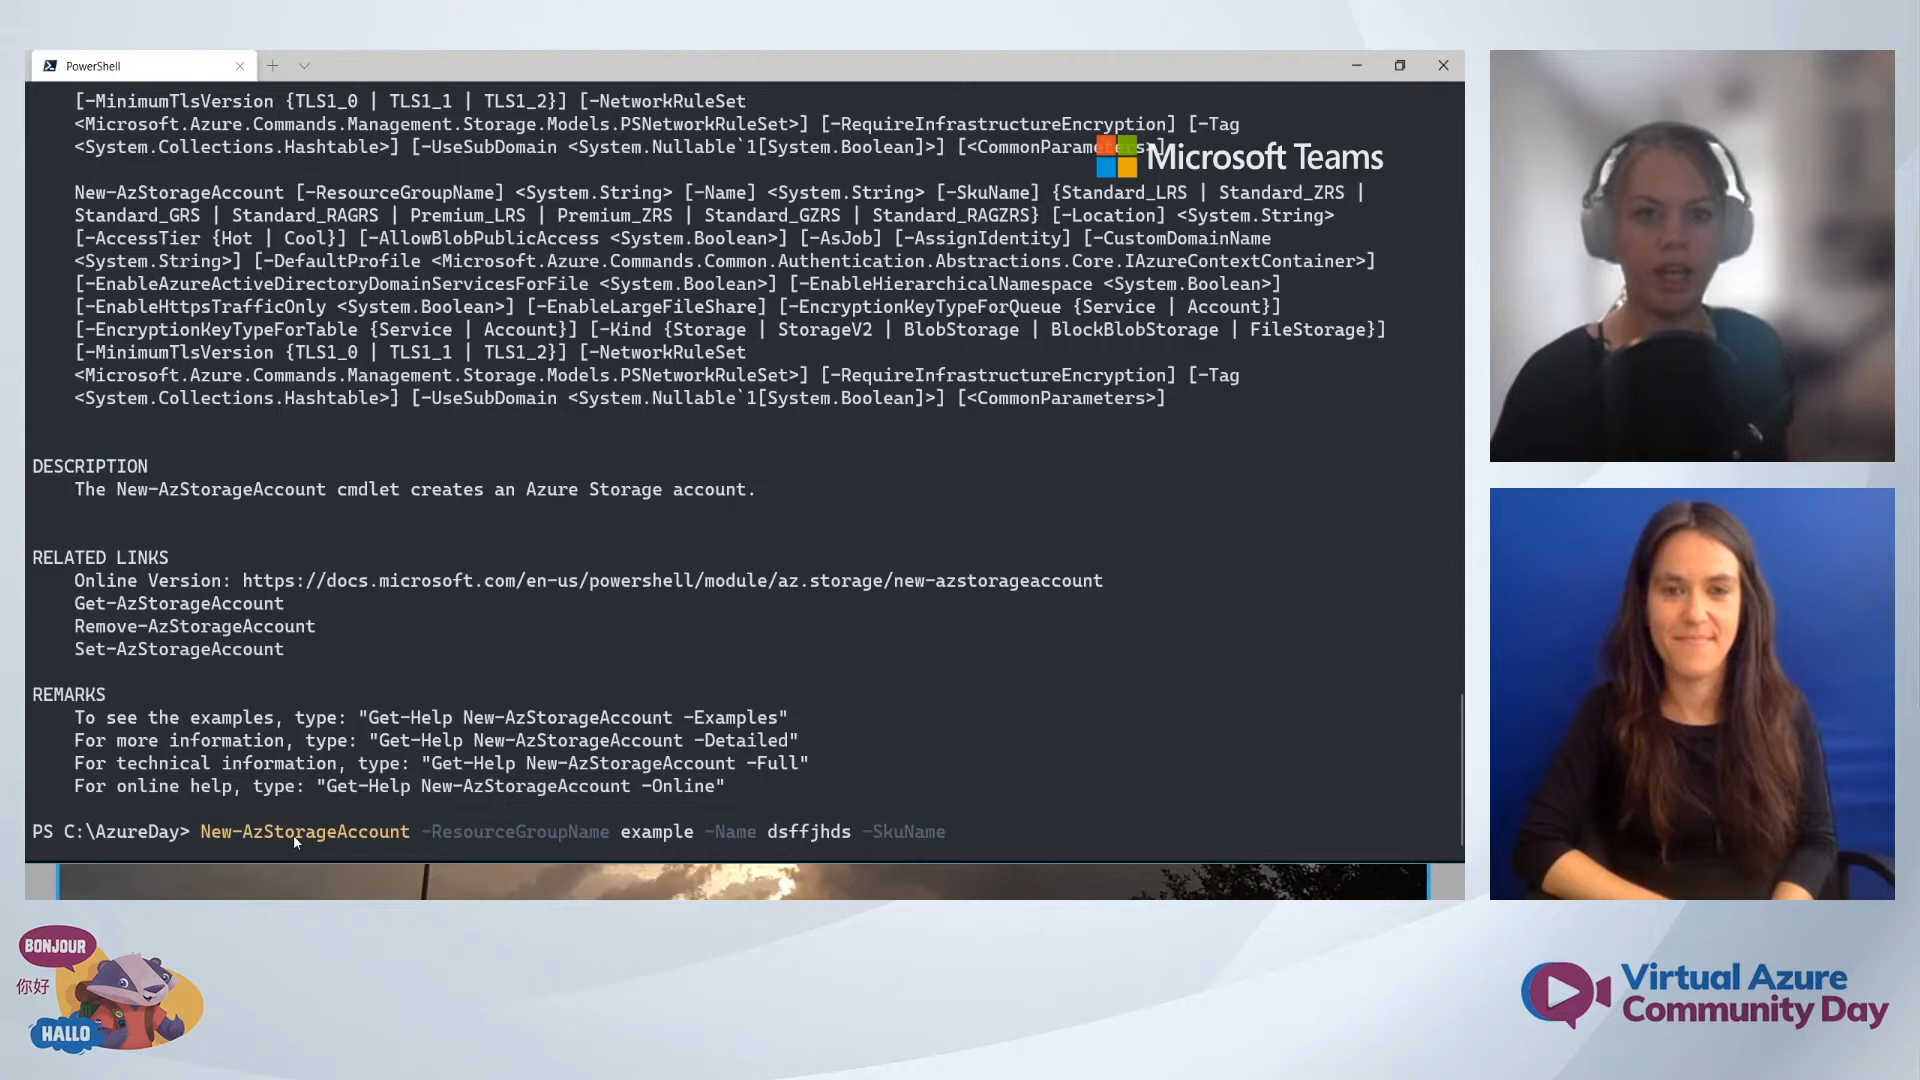 PowerShell
[-MinimumTlsVersion {TLS1_0 | TLS1_1 | TLS1_2}] [-NetworkRuleSet
<Microsoft.Azure.Commands.Management.Storage.Models.PSNetworkRuleSet>] [-RequireInfrastructureEncryption] [-Tag
<System.Collections.Hashtable>] [-UseSubDomain <System.Nullable`1[System.Boolean]>] [<CommonParameters>]
Microsoft Teams
New-AzStorageAccount [-ResourceGroupName] <System.String> [-Name] <System.String> [-SkuName] {Standard_LRS | Standard_ZRS |
Standard_GRS | Standard_RAGRS | Premium_LRS | Premium_ZRS | Standard_GZRS | Standard_RAGZRS} [-Location] <System.String>
[-AccessTier {Hot | Cool}] [-AllowBlobPublicAccess <System.Boolean>] [-AsJob] [-AssignIdentity] [-CustomDomainName
<System.String>] [-DefaultProfile <Microsoft.Azure.Commands.Common.Authentication.Abstractions.Core.IAzureContextContainer>]
[-EnableAzureActiveDirectoryDomainServicesForFile <System.Boolean>] [-EnableHierarchicalNamespace <System.Boolean>]
[-EnableHttpsTrafficOnly <System.Boolean>] [-EnableLargeFileShare] [-EncryptionKeyTypeForQueue {Service | Account}]
[-EncryptionKeyTypeForTable {Service | Account}] [-Kind {Storage | StorageV2 | BlobStorage | BlockBlobStorage | FileStorage}]
[-MinimumTlsVersion {TLS1_0 | TLS1_1 | TLS1_2}] [-NetworkRuleSet
<Microsoft.Azure.Commands.Management.Storage.Models.PSNetworkRuleSet>] [-RequireInfrastructureEncryption] [-Tag
<System.Collections.Hashtable>] [-UseSubDomain <System.Nullable`1[System.Boolean]>] [<CommonParameters>]
DESCRIPTION
The New-AzStorageAccount cmdlet creates an Azure Storage account.
RELATED LINKS
Online Version: https://docs.microsoft.com/en-us/powershell/module/az.storage/new-azstorageaccount
Get-AzStorageAccount
Remove-AzStorageAccount
Set-AzStorageAccount
REMARKS
To see the examples, type: "Get-Help New-AzStorageAccount -Examples"
For more information, type: "Get-Help New-AzStorageAccount -Detailed"
For technical information, type: "Get-Help New-AzStorageAccount -Full"
For online help, type: "Get-Help New-AzStorageAccount -Online"
PS C:\AzureDay> New-AzStorageAccount -ResourceGroupName example -Name dsffjhds -SkuName
BONJOUR
你好
HALLO
Virtual Azure
Community Day